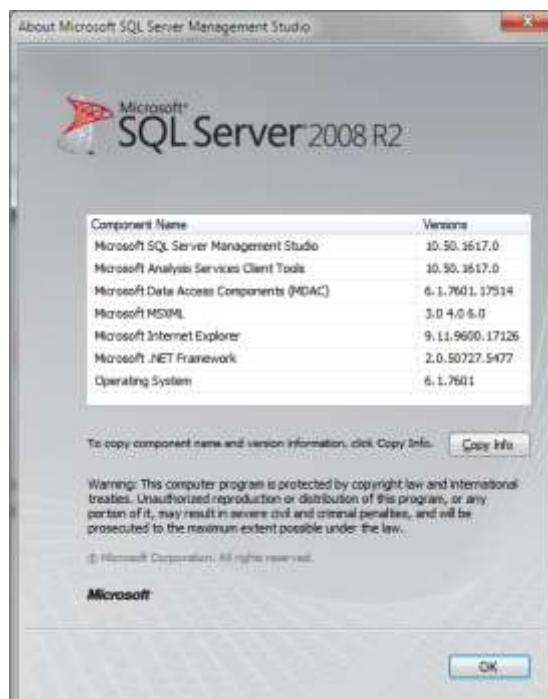 About Microsoft SQL Server Management Studio
Microsoft®
SQL Server 2008 R2
Component Name Versions
Microsoft SQL Server Management Studio 10.50.1617.0
Microsoft Analysis Services Client Tools 10.50.1617.0
Microsoft Data Access Components (MDAC) 6.1.7601.17514
Microsoft MSXML 3.0 4.0 6.0
Microsoft Internet Explorer 9.11.9600.17126
Microsoft .NET Framework 2.0.50727.5477
Operating System 6.1.7601
To copy component name and version information, click Copy Info. Copy Info
Warning: This computer program is protected by copyright law and international
treaties. Unauthorized reproduction or distribution of this program, or any
portion of it, may result in severe civil and criminal penalties, and will be
prosecuted to the maximum extent possible under the law.
© Microsoft Corporation. All rights reserved.
Microsoft
OK